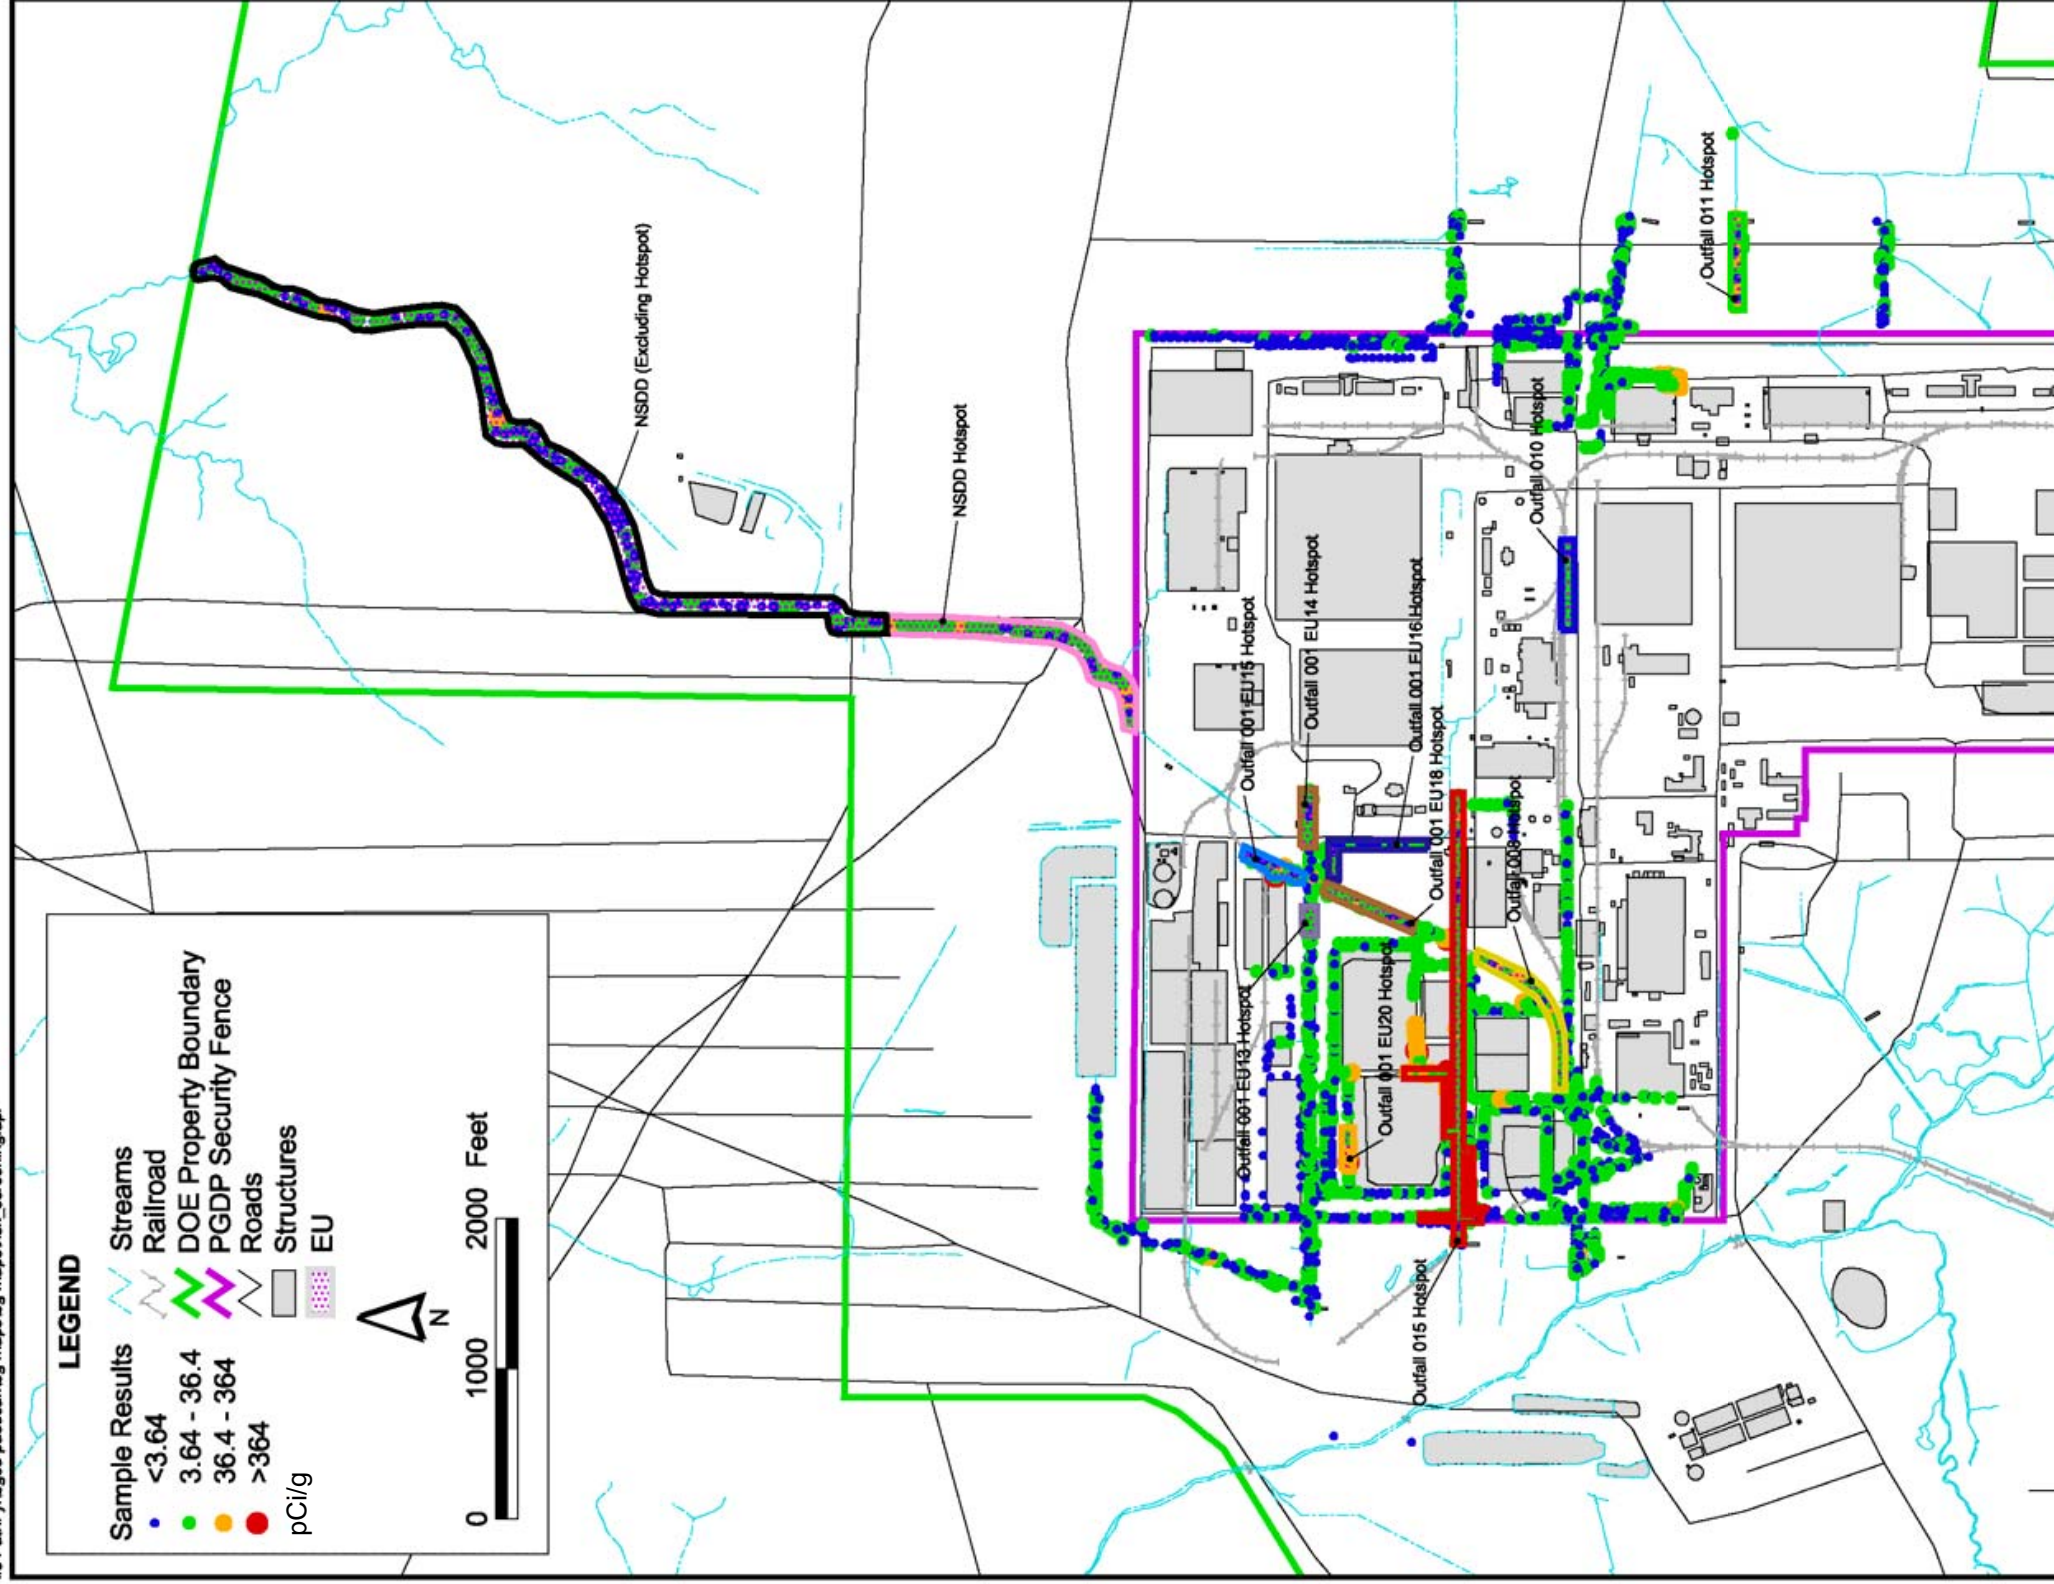 LEGEND
Sample Results
<3.64
3.64 - 36.4
36.4 - 364
>364
pCi/g
Streams
Railroad
DOE Property Boundary
PGDP Security Fence
Roads
Structures
EU
N
0 1000 2000 Feet
NSDD (Excluding Hotspot)
NSDD Hotspot
Outfall 001 EU15 Hotspot
Outfall 001 EU14 Hotspot
Outfall 001 EU16 Hotspot
Outfall 001 EU18 Hotspot
Outfall 008 Hotspot
Outfall 010 Hotspot
Outfall 011 Hotspot
Outfall 001 EU13 Hotspot
Outfall 001 EU20 Hotspot
Outfall 015 Hotspot